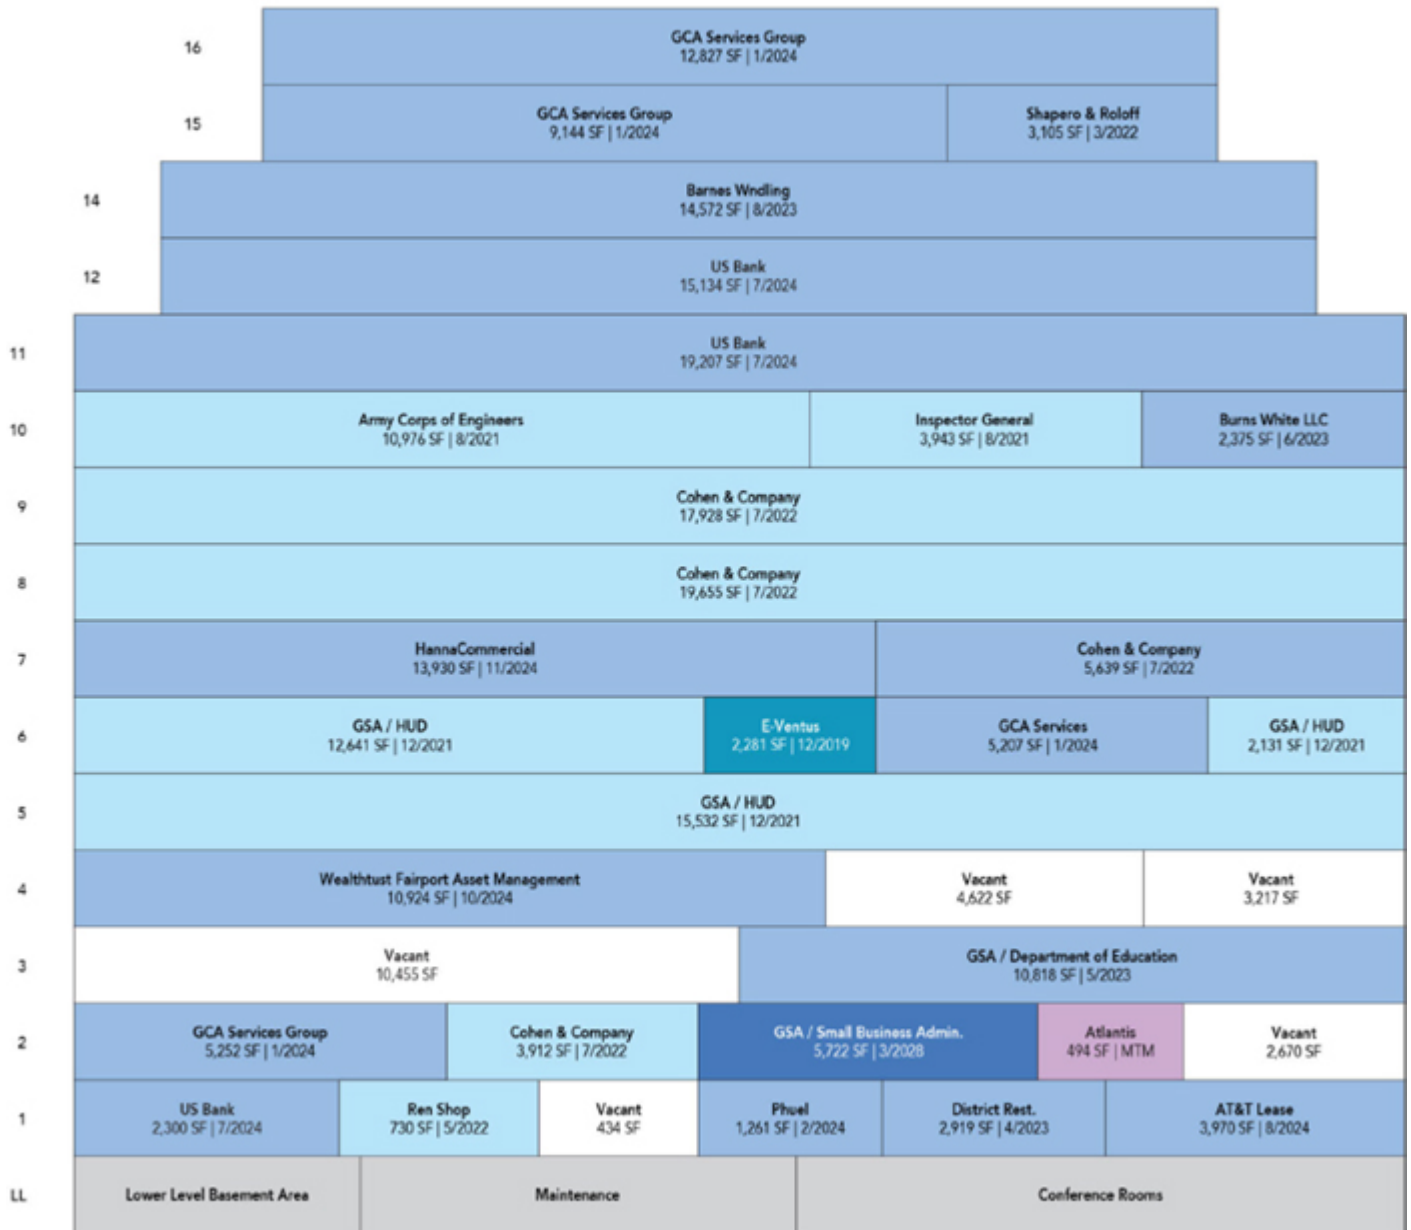 16
GCA Services Group
12,827 SF | 1/2024
15
GCA Services Group
9,144 SF | 1/2024
Shapero & Roloff
3,105 SF | 3/2022
14
Barnes Wndling
14,572 SF | 8/2023
12
US Bank
15,134 SF | 7/2024
11
US Bank
19,207 SF | 7/2024
10
Army Corps of Engineers
10,976 SF | 8/2021
Inspector General
3,943 SF | 8/2021
Burns White LLC
2,375 SF | 6/2023
9
Cohen & Company
17,928 SF | 7/2022
8
Cohen & Company
19,655 SF | 7/2022
7
HannaCommercial
13,930 SF | 11/2024
Cohen & Company
5,639 SF | 7/2022
6
GSA / HUD
12,641 SF | 12/2021
E-Ventus
2,281 SF | 12/2019
GCA Services
5,207 SF | 1/2024
GSA / HUD
2,131 SF | 12/2021
5
GSA / HUD
15,532 SF | 12/2021
4
Wealthtust Fairport Asset Management
10,924 SF | 10/2024
Vacant
4,622 SF
Vacant
3,217 SF
3
Vacant
10,455 SF
GSA / Department of Education
10,818 SF | 5/2023
2
GCA Services Group
5,252 SF | 1/2024
Cohen & Company
3,912 SF | 7/2022
GSA / Small Business Admin.
5,722 SF | 3/2028
Atlantis
494 SF | MTM
Vacant
2,670 SF
1
US Bank
2,300 SF | 7/2024
Ren Shop
730 SF | 5/2022
Vacant
434 SF
Phuel
1,261 SF | 2/2024
District Rest.
2,919 SF | 4/2023
AT&T Lease
3,970 SF | 8/2024
LL
Lower Level Basement Area
Maintenance
Conference Rooms